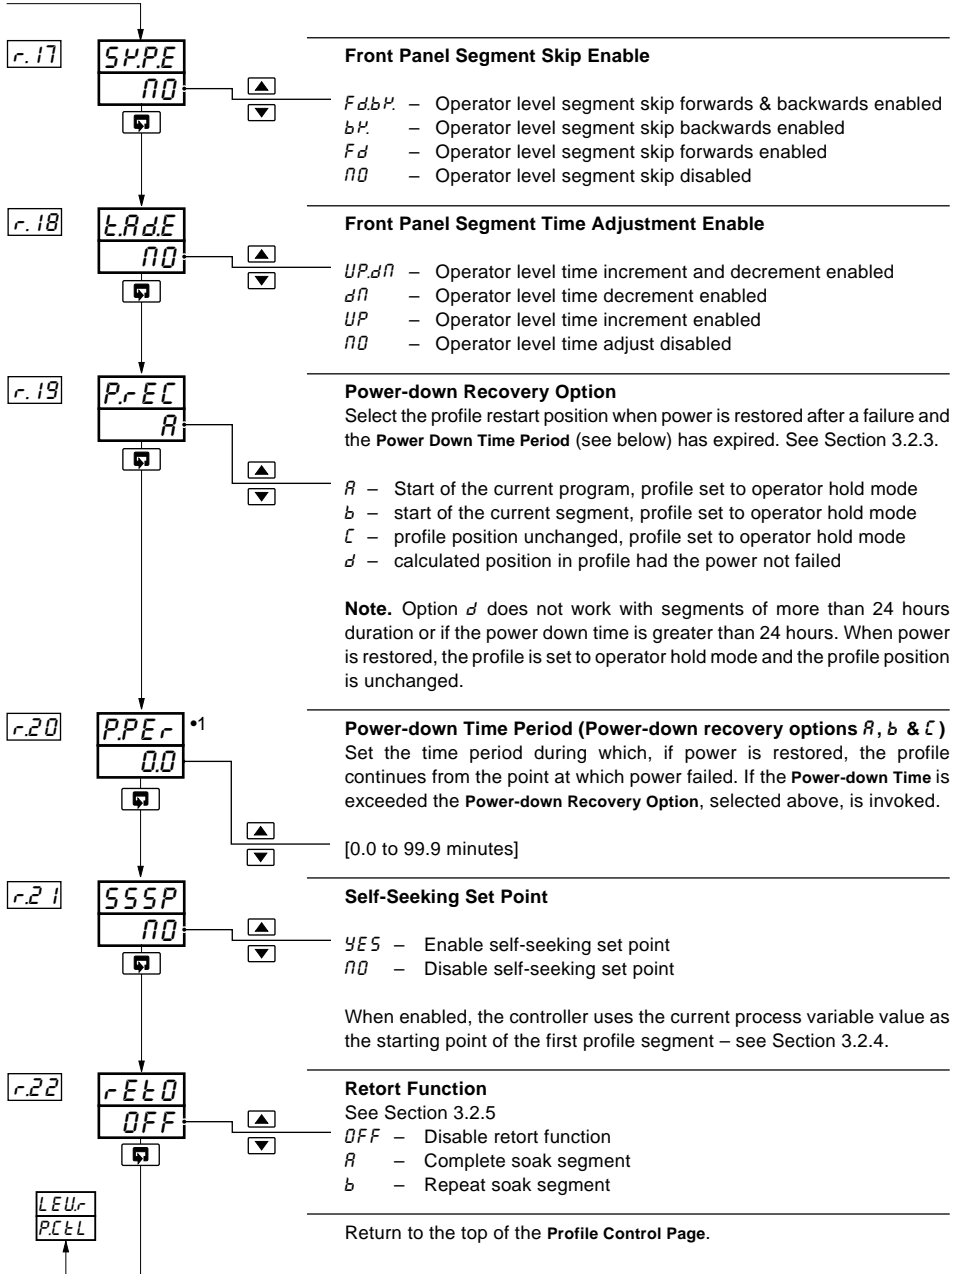 r.17
SK.P.E
NO
Front Panel Segment Skip Enable
Fd.bK. – Operator level segment skip forwards & backwards enabled
bK. – Operator level segment skip backwards enabled
Fd – Operator level segment skip forwards enabled
NO – Operator level segment skip disabled
r.18
t.Ad.E
NO
Front Panel Segment Time Adjustment Enable
UP.dN – Operator level time increment and decrement enabled
dN – Operator level time decrement enabled
UP – Operator level time increment enabled
NO – Operator level time adjust disabled
r.19
P.rEC
A
Power-down Recovery Option
Select the profile restart position when power is restored after a failure and
the Power Down Time Period (see below) has expired. See Section 3.2.3.
A – Start of the current program, profile set to operator hold mode
b – start of the current segment, profile set to operator hold mode
C – profile position unchanged, profile set to operator hold mode
d – calculated position in profile had the power not failed
Note. Option d does not work with segments of more than 24 hours
duration or if the power down time is greater than 24 hours. When power
is restored, the profile is set to operator hold mode and the profile position
is unchanged.
r.20
P.PEr •1
0.0
Power-down Time Period (Power-down recovery options A, b & C)
Set the time period during which, if power is restored, the profile
continues from the point at which power failed. If the Power-down Time is
exceeded the Power-down Recovery Option, selected above, is invoked.
[0.0 to 99.9 minutes]
r.21
SSSP
NO
Self-Seeking Set Point
YES – Enable self-seeking set point
NO – Disable self-seeking set point
When enabled, the controller uses the current process variable value as
the starting point of the first profile segment – see Section 3.2.4.
r.22
rEtO
OFF
Retort Function
See Section 3.2.5
OFF – Disable retort function
A – Complete soak segment
b – Repeat soak segment
LEV.r
P.CtL
Return to the top of the Profile Control Page.